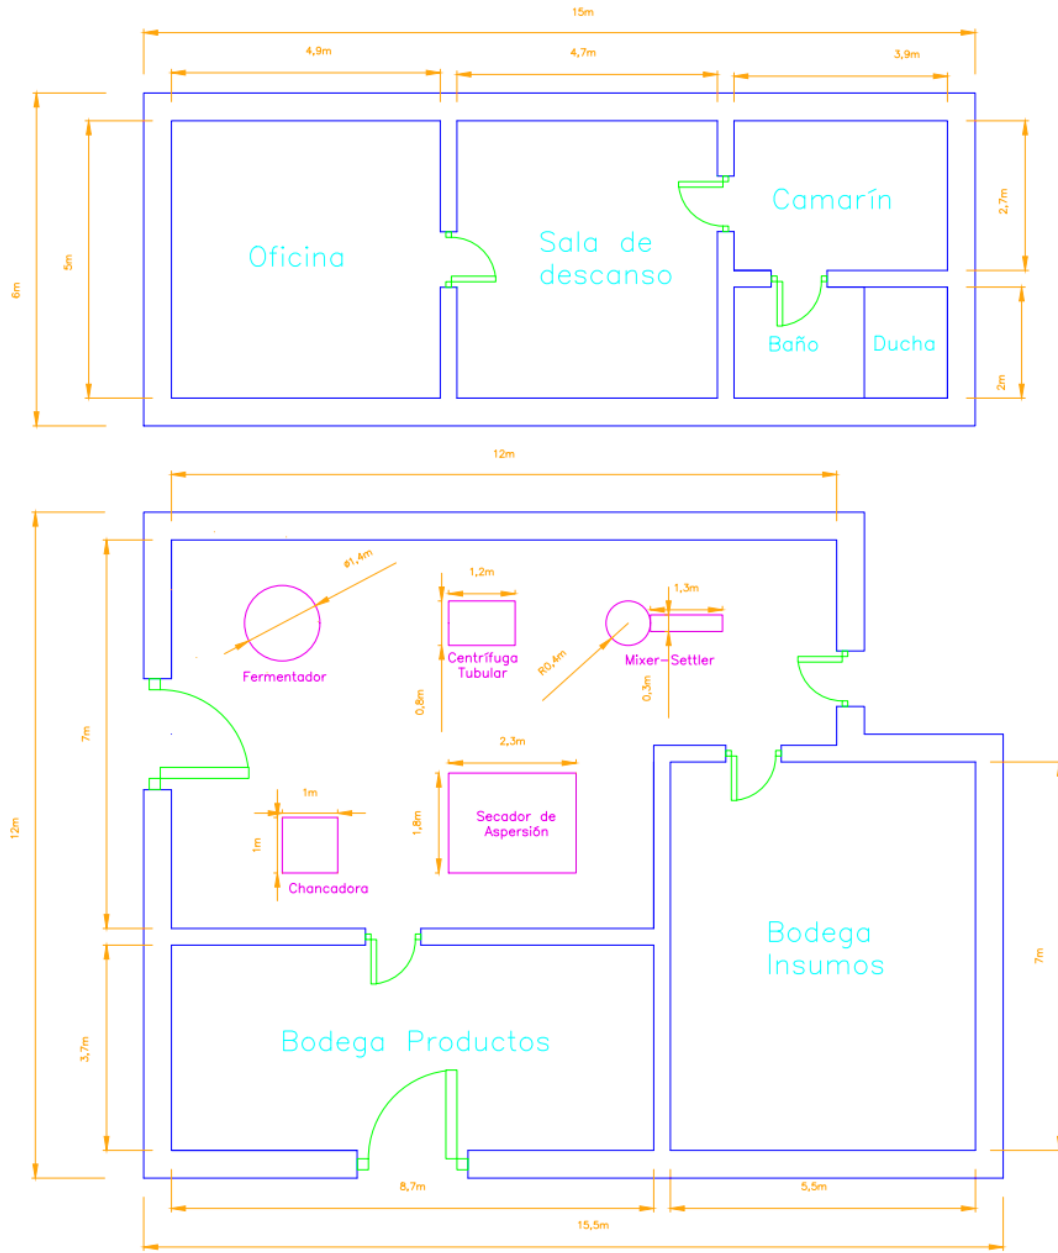 15m
4,9m
4,7m
3,9m
6m
5m
Oficina
Sala de
descanso
Camarín
2,7m
Baño
Ducha
2m
12m
ø1,4m
1,2m
1,3m
Fermentador
0,8m
Centrífuga
Tubular
R0,4m
Mixer-Settler
0,3m
7m
12m
2,3m
1m
1m
1,8m
Secador de
Aspersión
Chancadora
Bodega
Insumos
7m
3,7m
Bodega Productos
8,7m
5,5m
15,5m